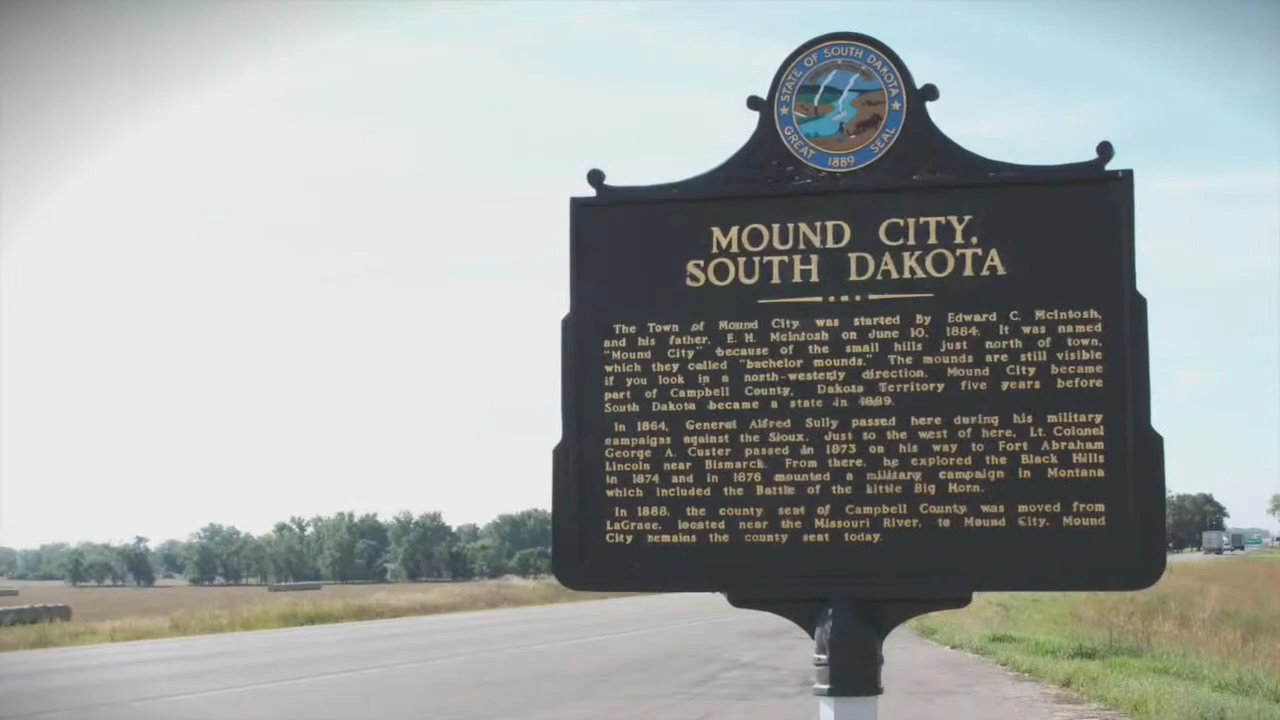 STATE OF SOUTH DAKOTA
GREAT SEAL
1889
MOUND CITY,
SOUTH DAKOTA
The Town of Mound City was started by Edward C. McIntosh,
and his father, E. H. McIntosh on June 10, 1884. It was named
"Mound City" because of the small hills just north of town,
which they called "bachelor mounds." The mounds are still visible
if you look in a north-westerly direction. Mound City became
part of Campbell County, Dakota Territory five years before
South Dakota became a state in 1889.
In 1864, General Alfred Sully passed here during his military
campaigns against the Sioux. Just to the west of here, Lt. Colonel
George A. Custer passed in 1873 on his way to Fort Abraham
Lincoln near Bismarck. From there, he explored the Black Hills
in 1874 and in 1876 mounted a military campaign in Montana
which included the Battle of the Little Big Horn.
In 1888, the county seat of Campbell County was moved from
LaGrace, located near the Missouri River, to Mound City. Mound
City remains the county seat today.